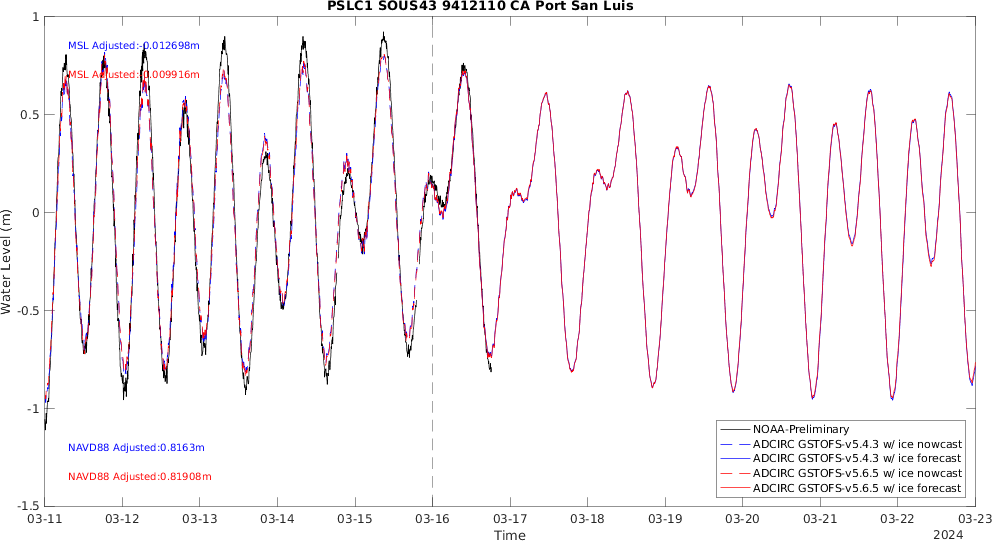 PSLC1 SOUS43 9412110 CA Port San Luis
1
0.5
0
-0.5
-1
-1.5
Water Level (m)
MSL Adjusted:-0.012698m
MSL Adjusted:-0.009916m
NAVD88 Adjusted:0.8163m
NAVD88 Adjusted:0.81908m
NOAA-Preliminary
ADCIRC GSTOFS-v5.4.3 w/ ice nowcast
ADCIRC GSTOFS-v5.4.3 w/ ice forecast
ADCIRC GSTOFS-v5.6.5 w/ ice nowcast
ADCIRC GSTOFS-v5.6.5 w/ ice forecast
03-11 03-12 03-13 03-14 03-15 03-16 03-17 03-18 03-19 03-20 03-21 03-22 03-23
Time
2024